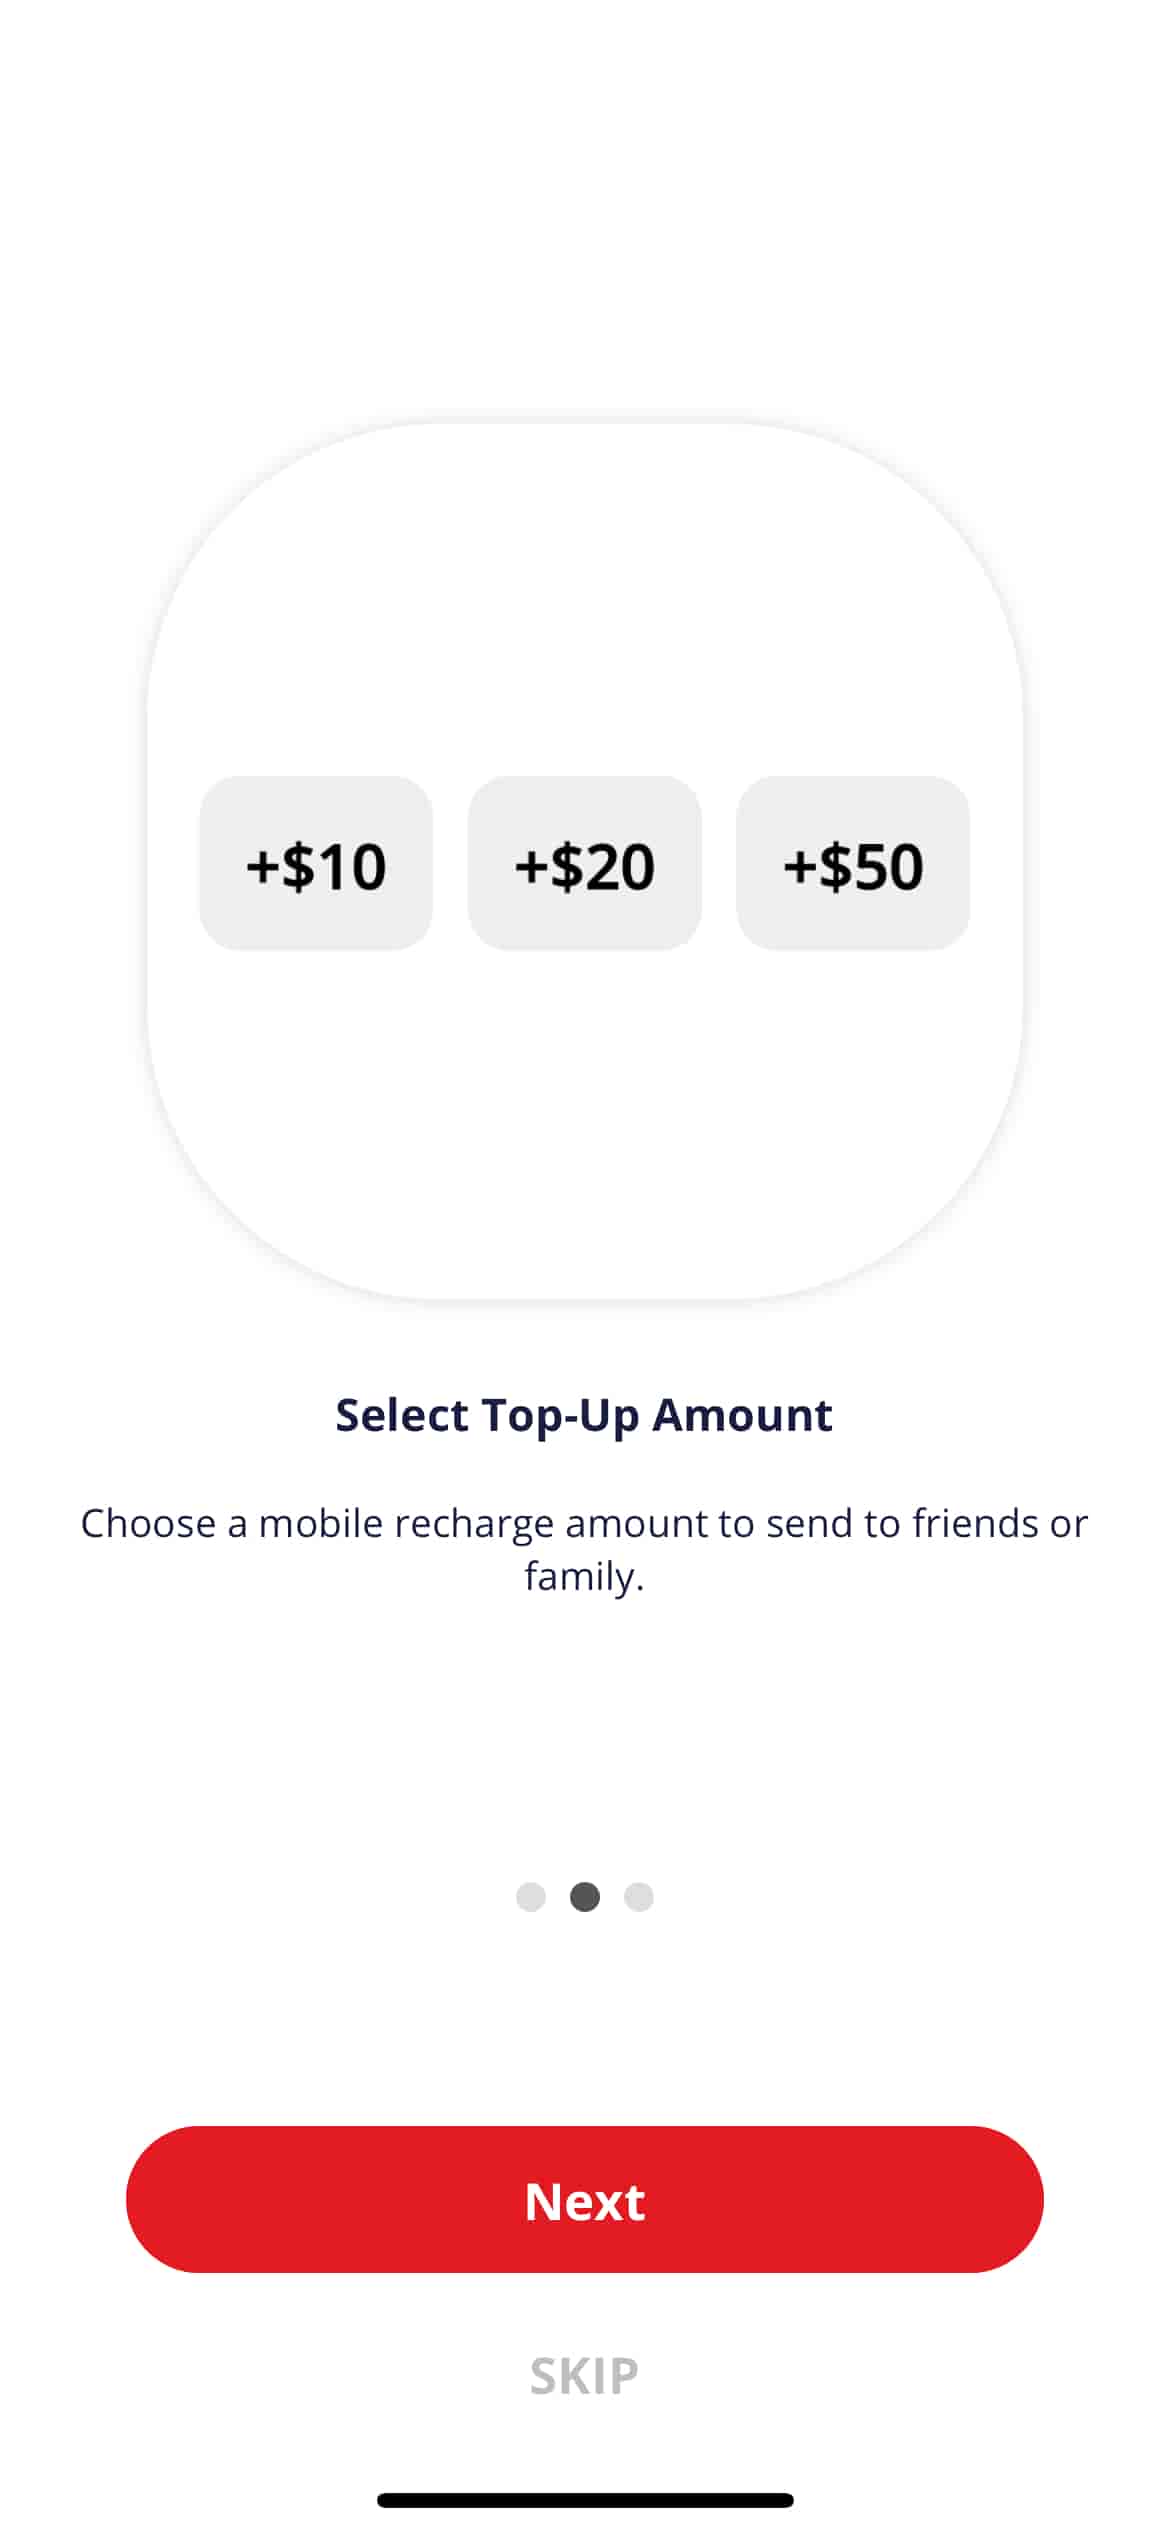 +$10 +$20 +$50
Select Top-Up Amount
Choose a mobile recharge amount to send to friends or
family.
Next
SKIP